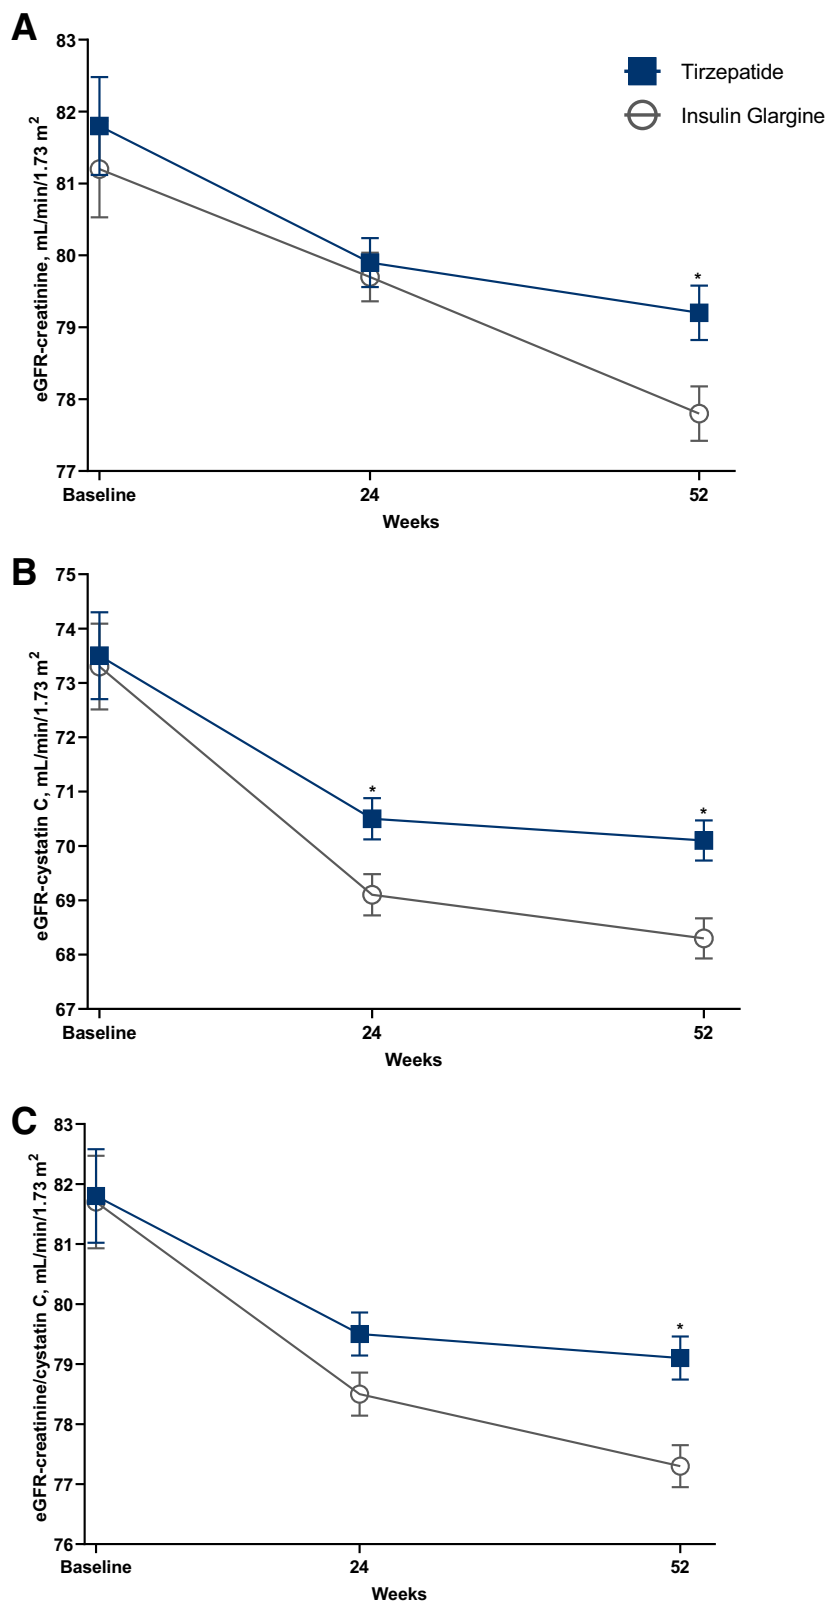 A
Tirzepatide
Insulin Glargine
eGFR-creatinine, mL/min/1.73 m²
83
82
81
80
79
78
77
*
Baseline
24
52
Weeks
B
eGFR-cystatin C, mL/min/1.73 m²
75
74
73
72
71
70
69
68
67
*
*
Baseline
24
52
Weeks
C
eGFR-creatinine/cystatin C, mL/min/1.73 m²
83
82
81
80
79
78
77
76
*
Baseline
24
52
Weeks